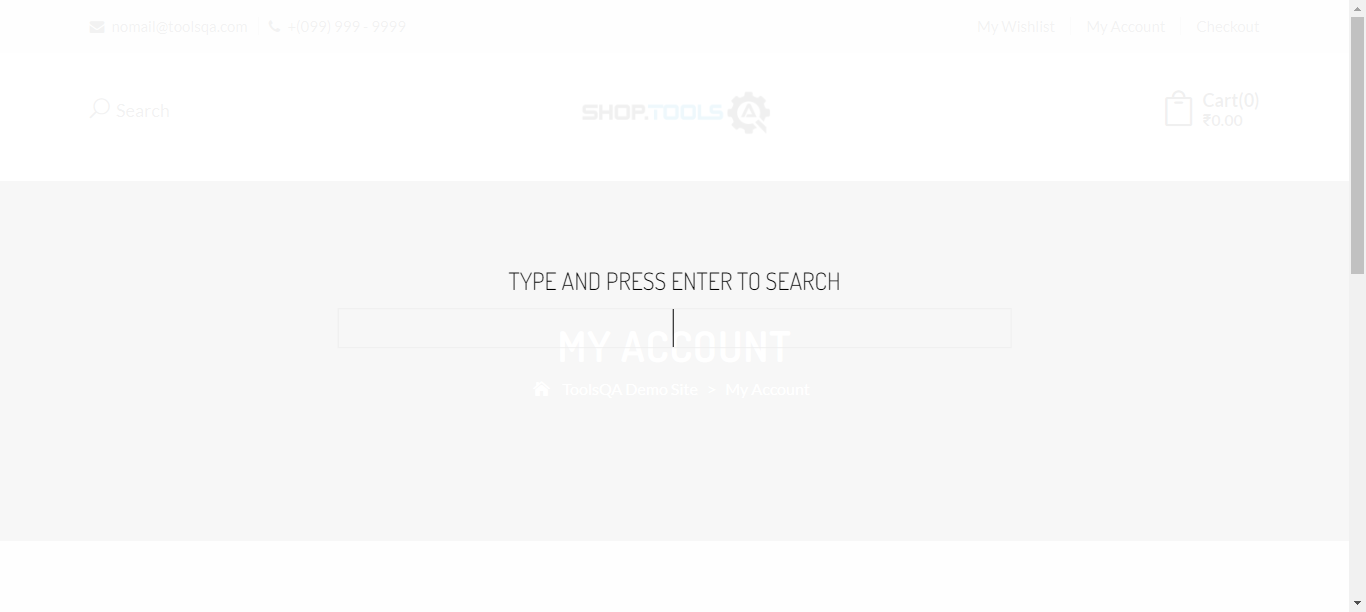 nomail@toolsqa.com +(099) 999 - 9999 My Wishlist My Account Checkout
Search SHOP.TOOLS Cart(0)
₹0.00
TYPE AND PRESS ENTER TO SEARCH
MY ACCOUNT
ToolsQA Demo Site > My Account